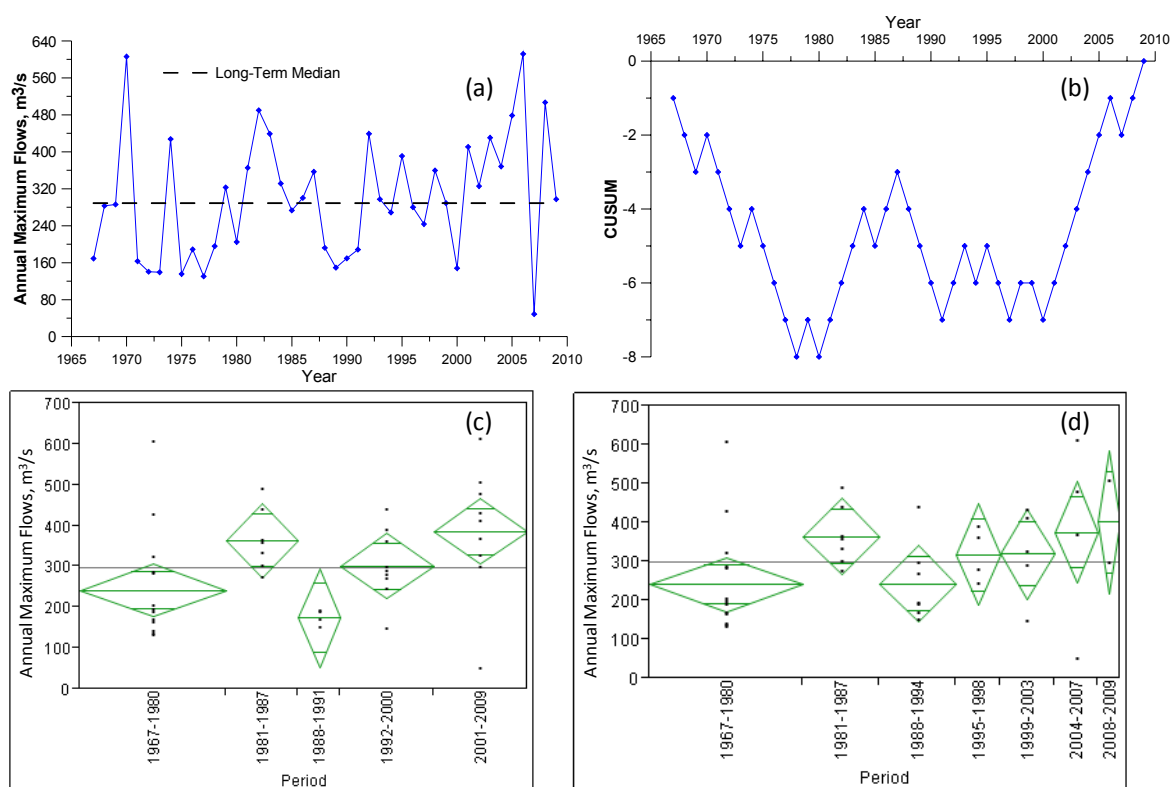 (a)
Annual Maximum Flows, m³/s
640
560
480
400
320
240
160
80
0
Long-Term Median
1965 1970 1975 1980 1985 1990 1995 2000 2005 2010
Year
(b)
Year
1965 1970 1975 1980 1985 1990 1995 2000 2005 2010
CUSUM
0
-2
-4
-6
-8
(c)
Annual Maximum Flows, m³/s
700
600
500
400
300
200
100
0
1967-1980
1981-1987
1988-1991
1992-2000
2001-2009
Period
(d)
Annual Maximum Flows, m³/s
700
600
500
400
300
200
100
0
1967-1980
1981-1987
1988-1994
1995-1998
1999-2003
2004-2007
2008-2009
Period